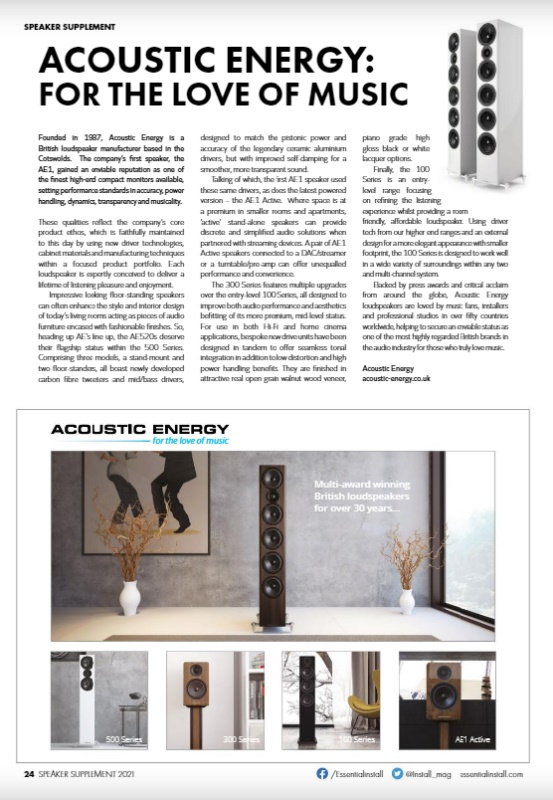 SPEAKER SUPPLEMENT
ACOUSTIC ENERGY:
FOR THE LOVE OF MUSIC
Founded in 1987, Acoustic Energy is a
British loudspeaker manufacturer based in the
Cotswolds. The company's first speaker, the
AE1, gained an enviable reputation as one of
the finest high-end compact monitors available,
setting performance standards in accuracy, power
handling, dynamics, transparency and musicality.
These qualities reflect the company's core
product ethos, which is faithfully maintained
to this day by using new driver technologies,
cabinet materials and manufacturing techniques
within a focused product portfolio. Each
loudspeaker is expertly conceived to deliver a
lifetime of listening pleasure and enjoyment.
Impressive looking floor standing speakers
can often enhance the style and interior design
of today's living rooms acting as pieces of audio
furniture encased with fashionable finishes. So,
heading up AE's line up, the AE520s deserve
their flagship status within the 500 Series.
Comprising three models, a stand-mount and
two floor standers, all boast newly developed
carbon fibre tweeters and mid/bass drivers,
designed to match the pistonic power and
accuracy of the legendary ceramic aluminium
drivers, but with improved self-damping for a
smoother, more transparent sound.
Talking of which, the first AE1 speaker used
these same drivers, as does the latest powered
version – the AE1 Active. Where space is at
a premium in smaller rooms and apartments,
'active' stand-alone speakers can provide
discrete and simplified audio solutions when
partnered with streaming devices. A pair of AE1
Active speakers connected to a DAC/streamer
or a turntable/pre-amp can offer unequalled
performance and convenience.
The 300 Series features multiple upgrades
over the entry-level 100 Series, all designed to
improve both audio performance and aesthetics
befitting of its more premium, mid-level status.
For use in both Hi-Fi and home cinema
applications, bespoke new drive units have been
designed in tandem to offer seamless tonal
integration in addition to low distortion and high
power handling benefits. They are finished in
attractive real open grain walnut wood veneer,
piano grade high
gloss black or white
lacquer options.
Finally, the 100
Series is an entry-
level range focusing
on refining the listening
experience whilst providing a room
friendly, affordable loudspeaker. Using driver
tech from our higher end ranges and an external
design for a more elegant appearance with smaller
footprint, the 100 Series is designed to work well
in a wide variety of surroundings within any two
and multi-channel system.
Backed by press awards and critical acclaim
from around the globe, Acoustic Energy
loudspeakers are loved by music fans, installers
and professional studios in over fifty countries
worldwide, helping to secure an enviable status as
one of the most highly regarded British brands in
the audio industry for those who truly love music.
Acoustic Energy
acoustic-energy.co.uk
ACOUSTIC ENERGY
for the love of music
Multi-award winning
British loudspeakers
for over 30 years...
500 Series
300 Series
100 Series
AE1 Active
24 SPEAKER SUPPLEMENT 2021
/EssentialInstall
@Install_mag
essentialinstall.com